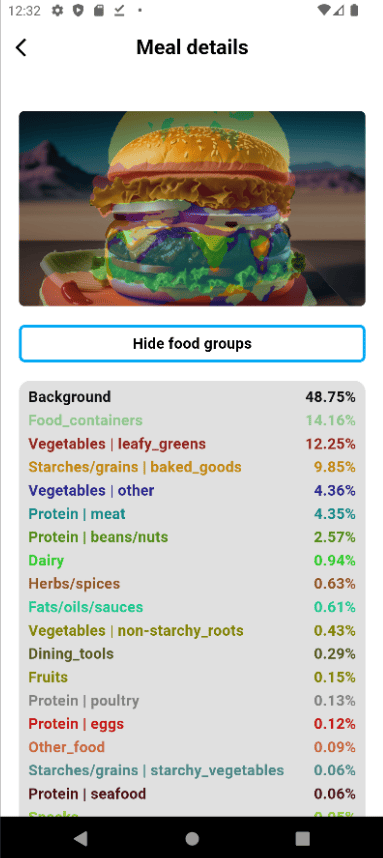 12:32
Meal details
Hide food groups
Background 48.75%
Food_containers 14.16%
Vegetables | leafy_greens 12.25%
Starches/grains | baked_goods 9.85%
Vegetables | other 4.36%
Protein | meat 4.35%
Protein | beans/nuts 2.57%
Dairy 0.94%
Herbs/spices 0.63%
Fats/oils/sauces 0.61%
Vegetables | non-starchy_roots 0.43%
Dining_tools 0.29%
Fruits 0.15%
Protein | poultry 0.13%
Protein | eggs 0.12%
Other_food 0.09%
Starches/grains | starchy_vegetables 0.06%
Protein | seafood 0.06%
Snacks 0.05%